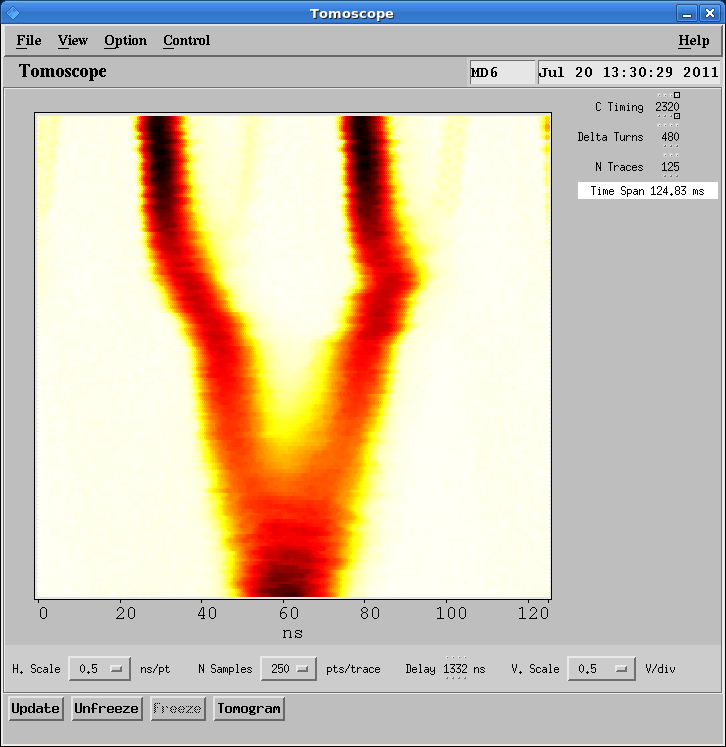 Tomoscope
File View Option Control Help
Tomoscope MD6 Jul 20 13:30:29 2011
C Timing 2320
Delta Turns 480
N Traces 125
Time Span 124.83 ms
0 20 40 60 80 100 120
ns
H. Scale 0.5 ns/pt N Samples 250 pts/trace Delay 1332 ns V. Scale 0.5 V/div
Update Unfreeze Freeze Tomogram